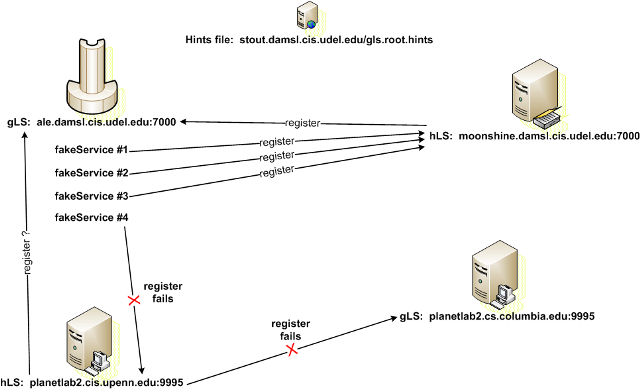 Hints file: stout.damsl.cis.udel.edu/gls.root.hints
gLS: ale.damsl.cis.udel.edu:7000
register
hLS: moonshine.damsl.cis.udel.edu:7000
fakeService #1
register
fakeService #2
register
fakeService #3
register
fakeService #4
register ?
register
fails
register
fails
gLS: planetlab2.cs.columbia.edu:9995
hLS: planetlab2.cis.upenn.edu:9995